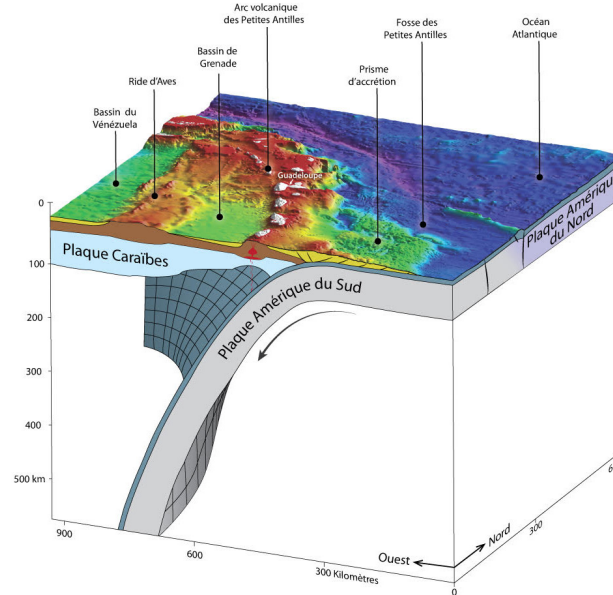 Arc volcanique
des Petites Antilles
Fosse des
Petites Antilles
Océan
Atlantique
Bassin de
Grenade
Prisme
d'accrétion
Ride d'Aves
Bassin du
Vénézuela
Guadeloupe
0
100
200
300
400
500 km
Plaque Caraïbes
Plaque Amérique du Sud
Plaque Amérique
du Nord
900
600
300 Kilomètres
0
300
Ouest
Nord